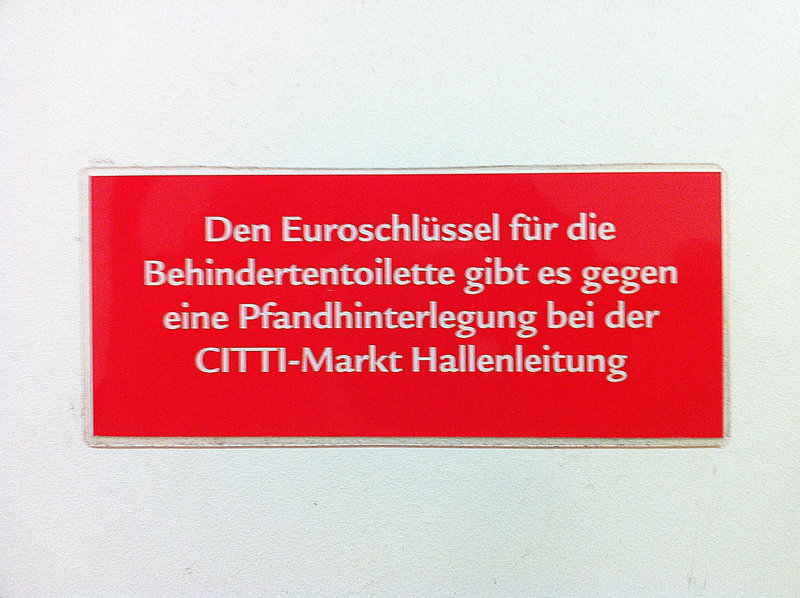 Den Euroschlüssel für die
Behindertentoilette gibt es gegen
eine Pfandhinterlegung bei der
CITTI-Markt Hallenleitung